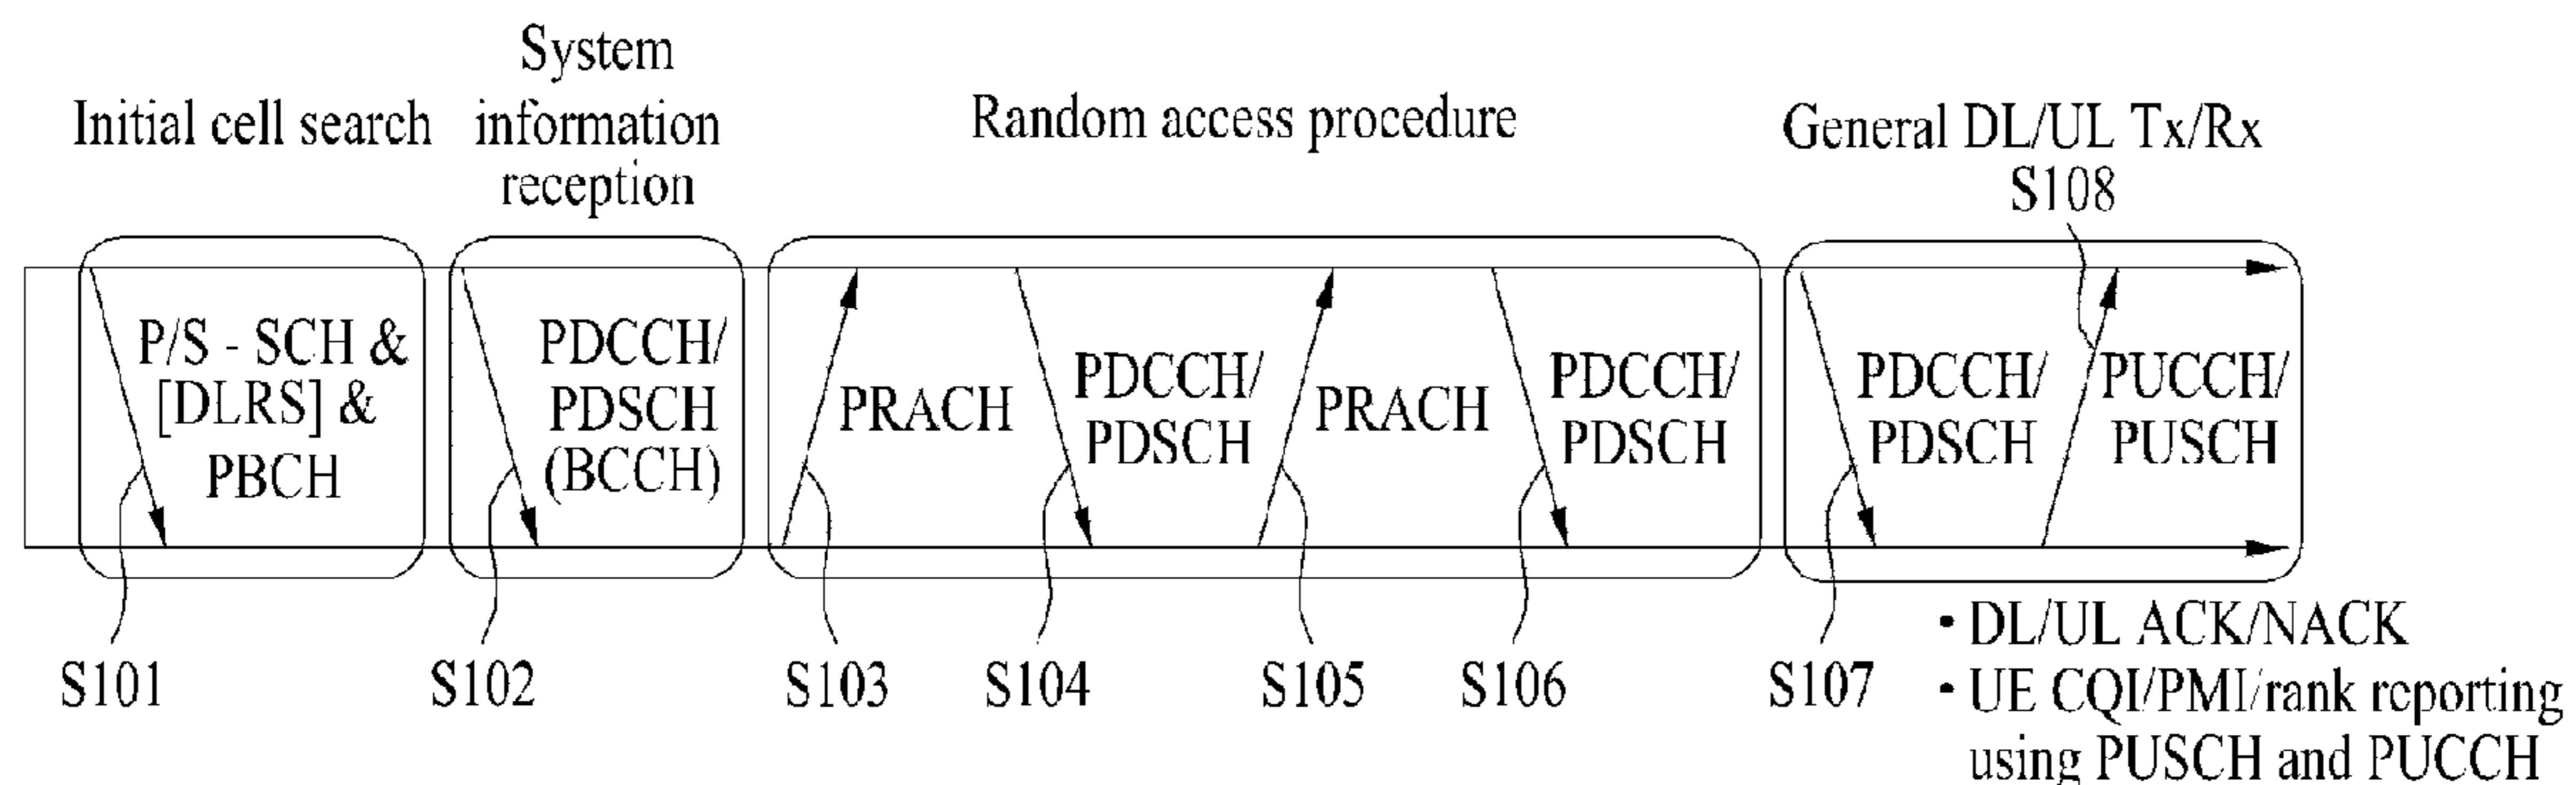 Initial cell search
System
information
reception
Random access procedure
General DL/UL Tx/Rx
S108
P/S - SCH &
[DLRS] &
PBCH
PDCCH/
PDSCH
(BCCH)
PRACH
PDCCH/
PDSCH
PRACH
PDCCH/
PDSCH
PDCCH/
PDSCH
PUCCH/
PUSCH
S101
S102
S103
S104
S105
S106
S107
• DL/UL ACK/NACK
• UE CQI/PMI/rank reporting
using PUSCH and PUCCH